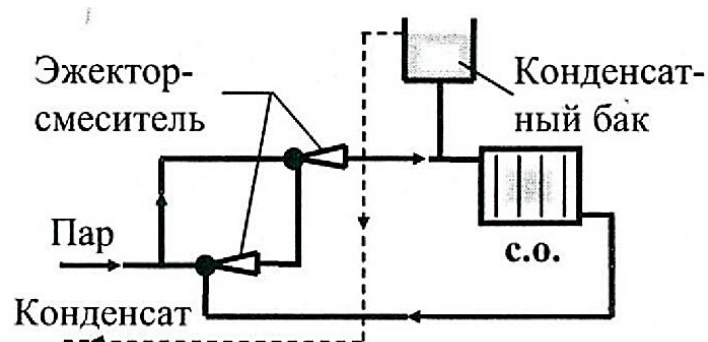 Эжектор-
смеситель
Конденсат-
ный бак
Пар
с.о.
Конденсат